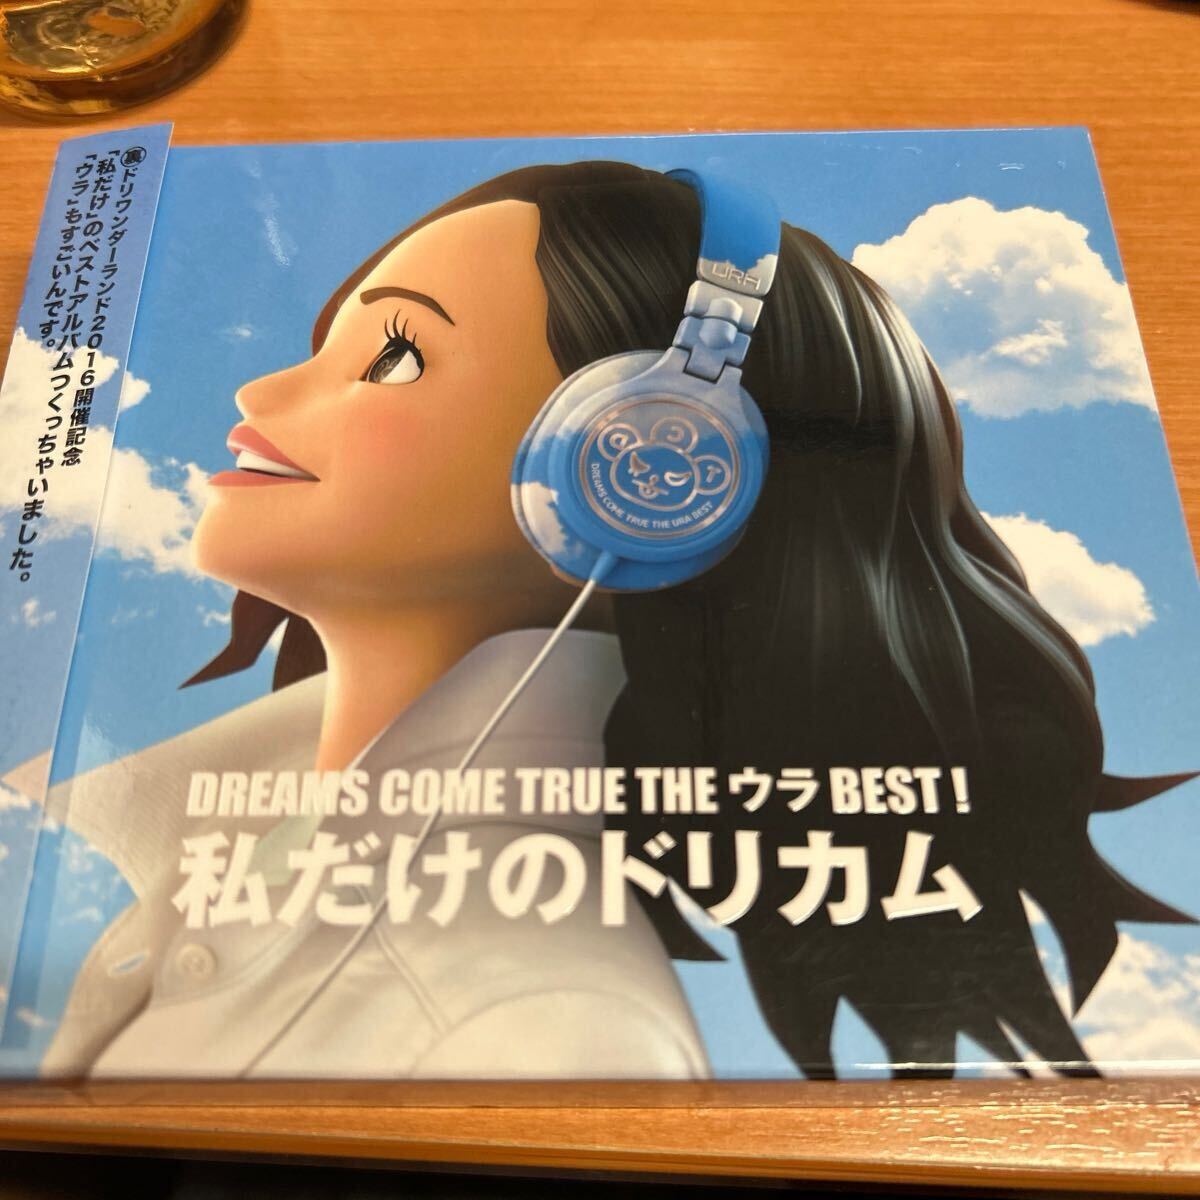 ㊙ドリワンダーランド2016開催記念
「私だけ」のベストアルバムつくっちゃいました。
「ウラ」もすごいんです。
URA
DREAMS COME TRUE THE URA BEST
DREAMS COME TRUE THE ウラ BEST!
私だけのドリカム